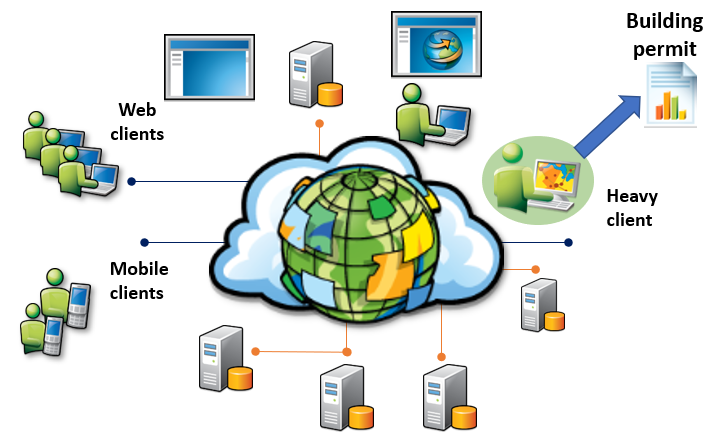 Building
permit
Web
clients
Heavy
client
Mobile
clients